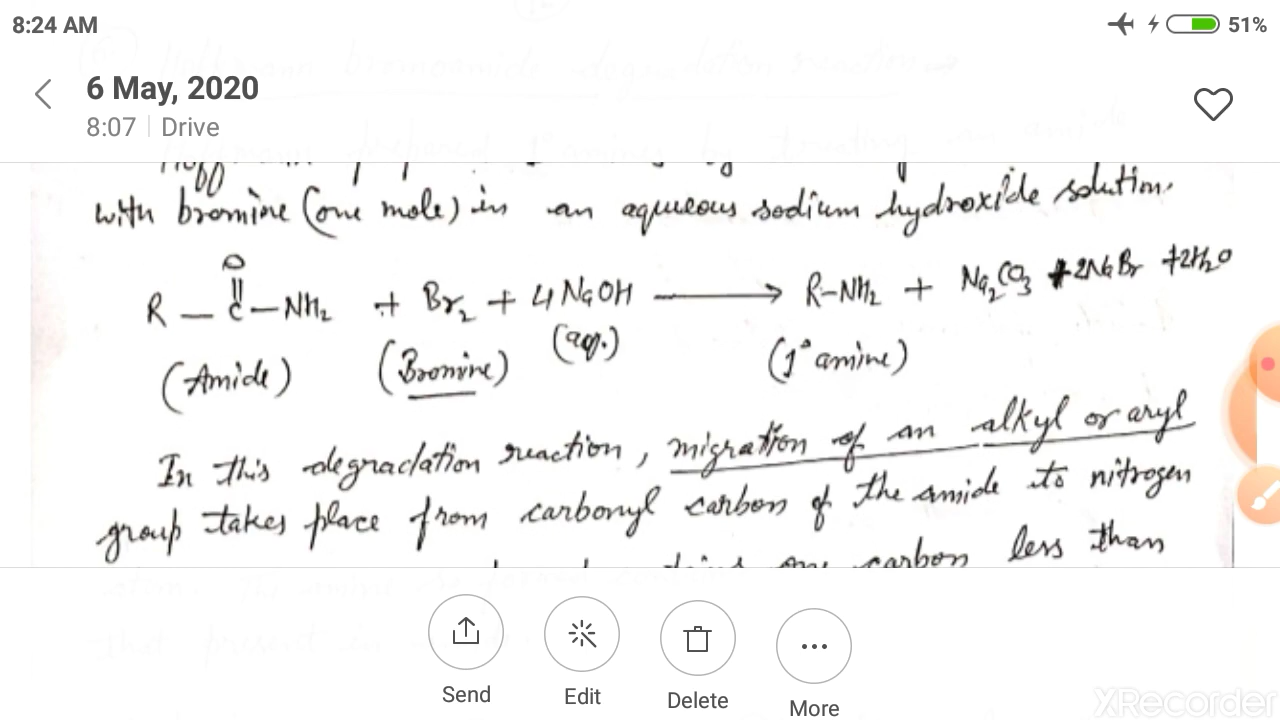 8:24 AM
51%
6 May, 2020
8:07 | Drive
with bromine (one mole) in an aqueous sodium hydroxide solution.
O
R — C — NH₂ + Br₂ + 4 NaOH ⟶ R-NH₂ + Na₂CO₃ + 2NaBr + 2H₂O
(Amide) (Bromine) (aq.) (1° amine)
In this degradation reaction, migration of an alkyl or aryl
group takes place from carbonyl carbon of the amide to nitrogen
carbon less than
Send Edit Delete More
XRecorder